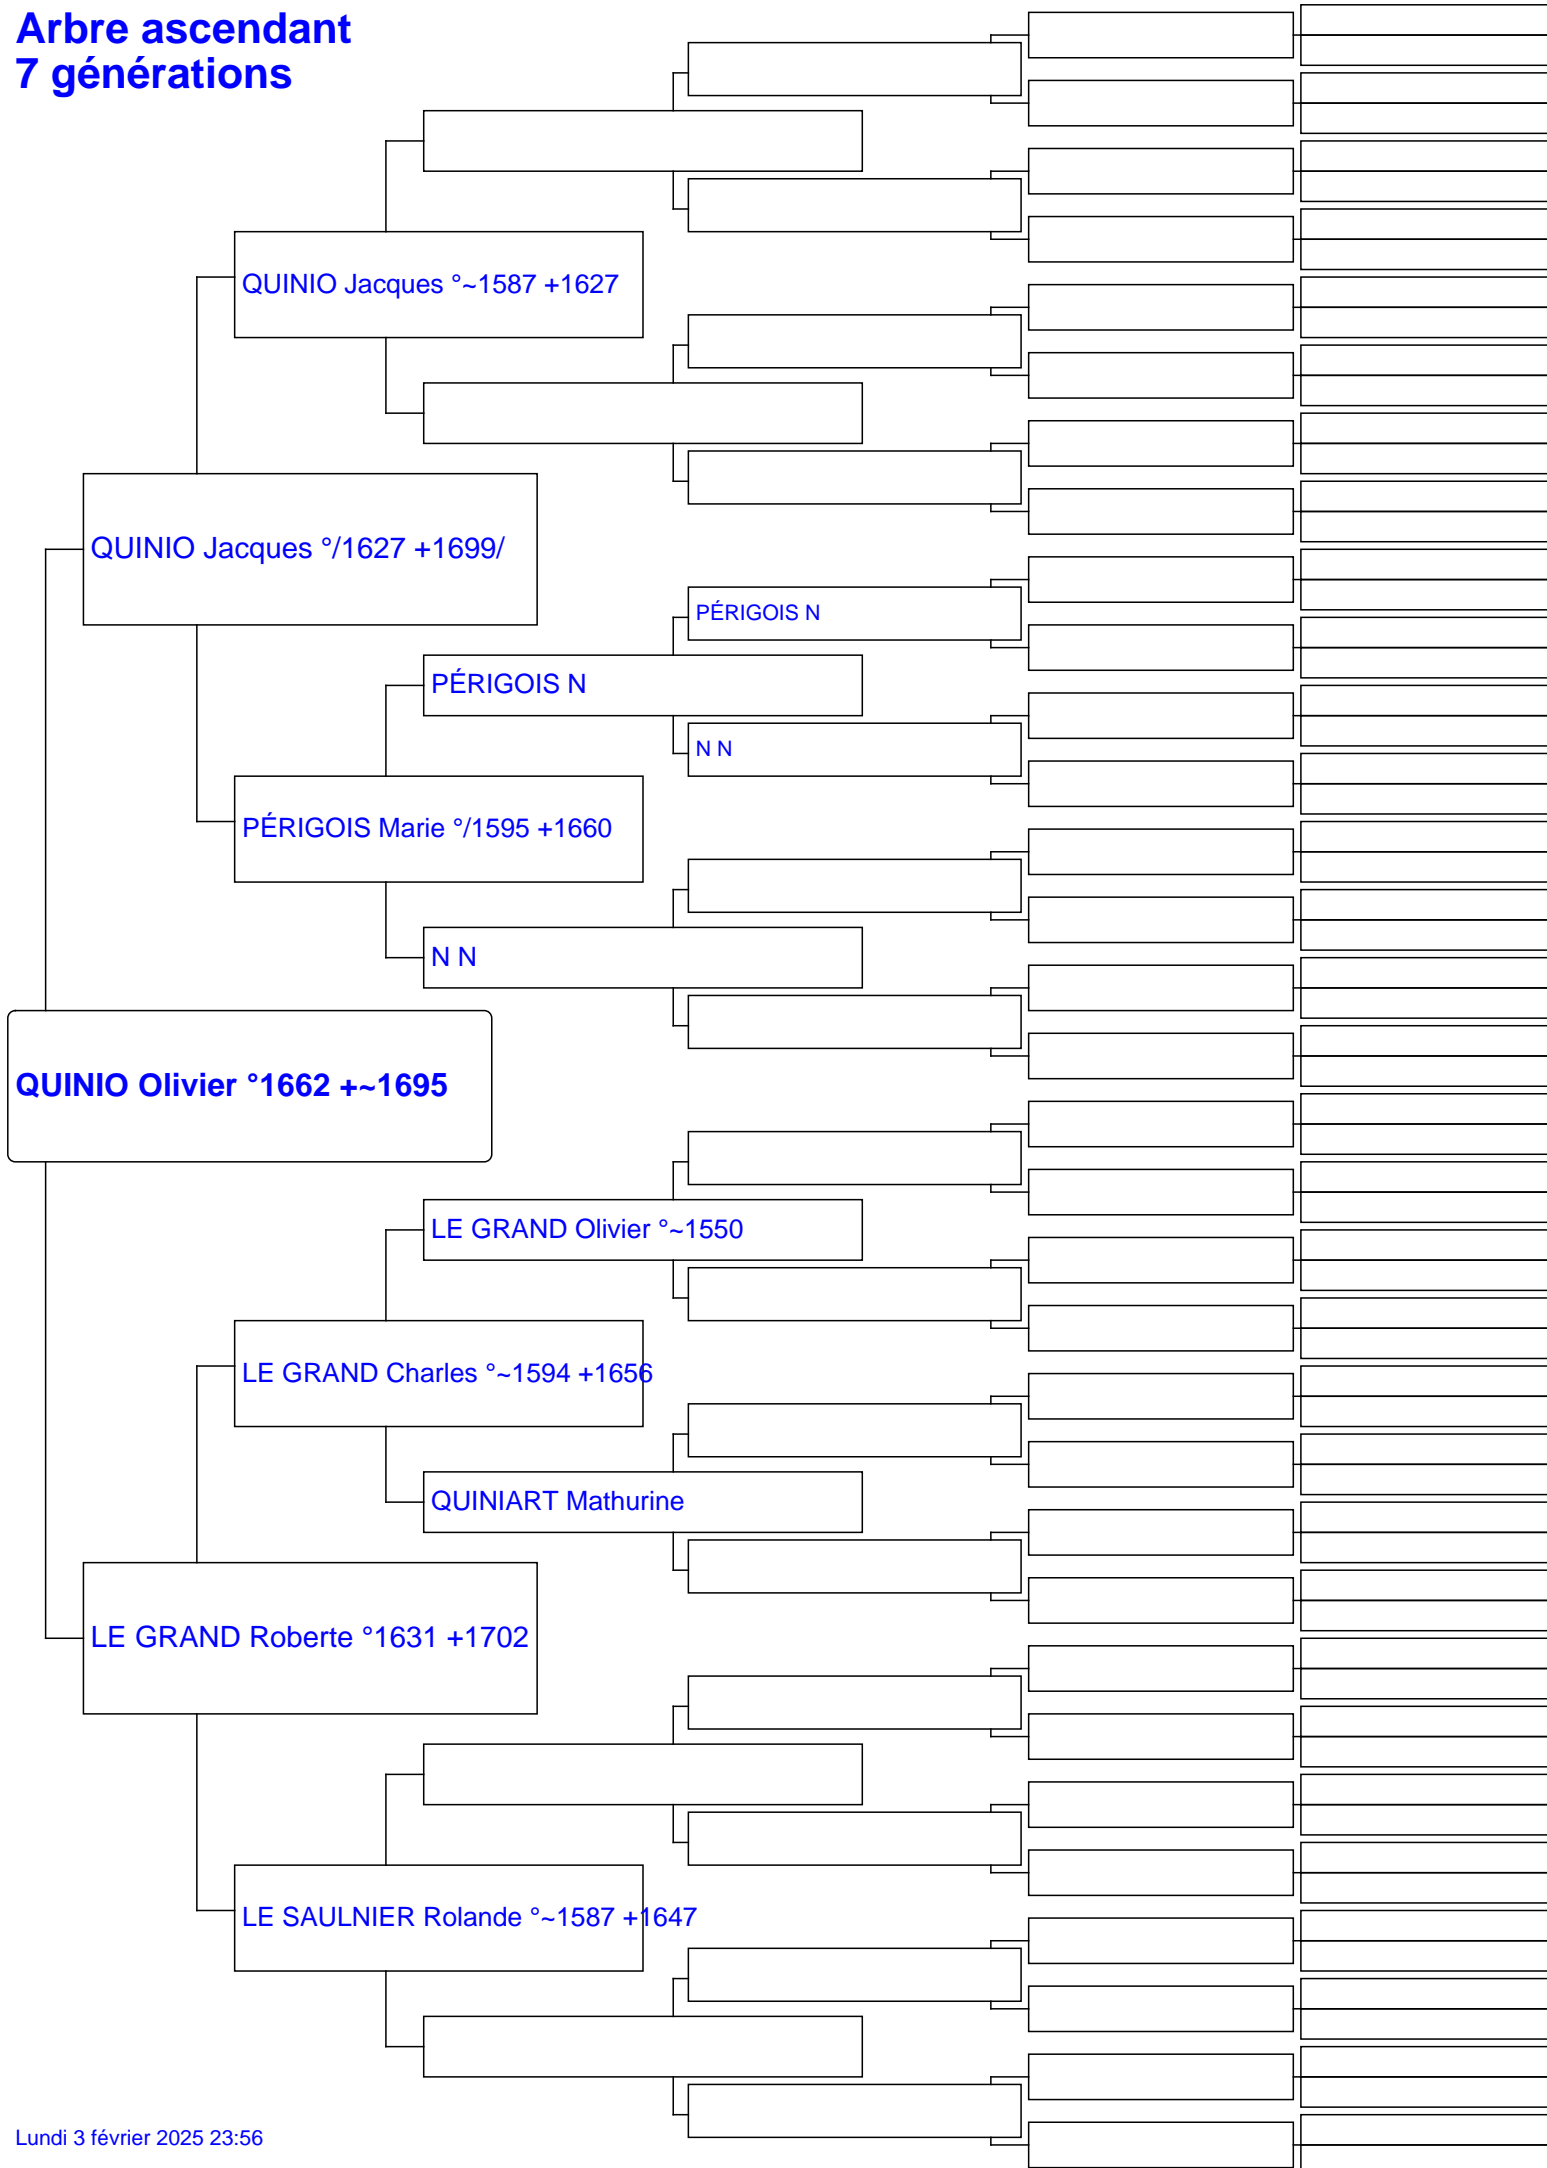 Arbre ascendant
7 générations
QUINIO Jacques °~1587 +1627
QUINIO Jacques °/1627 +1699/
PÉRIGOIS N
PÉRIGOIS N
N N
PÉRIGOIS Marie °/1595 +1660
N N
QUINIO Olivier °1662 +~1695
LE GRAND Olivier °~1550
LE GRAND Charles °~1594 +1656
QUINIART Mathurine
LE GRAND Roberte °1631 +1702
LE SAULNIER Rolande °~1587 +1647
Lundi 3 février 2025 23:56